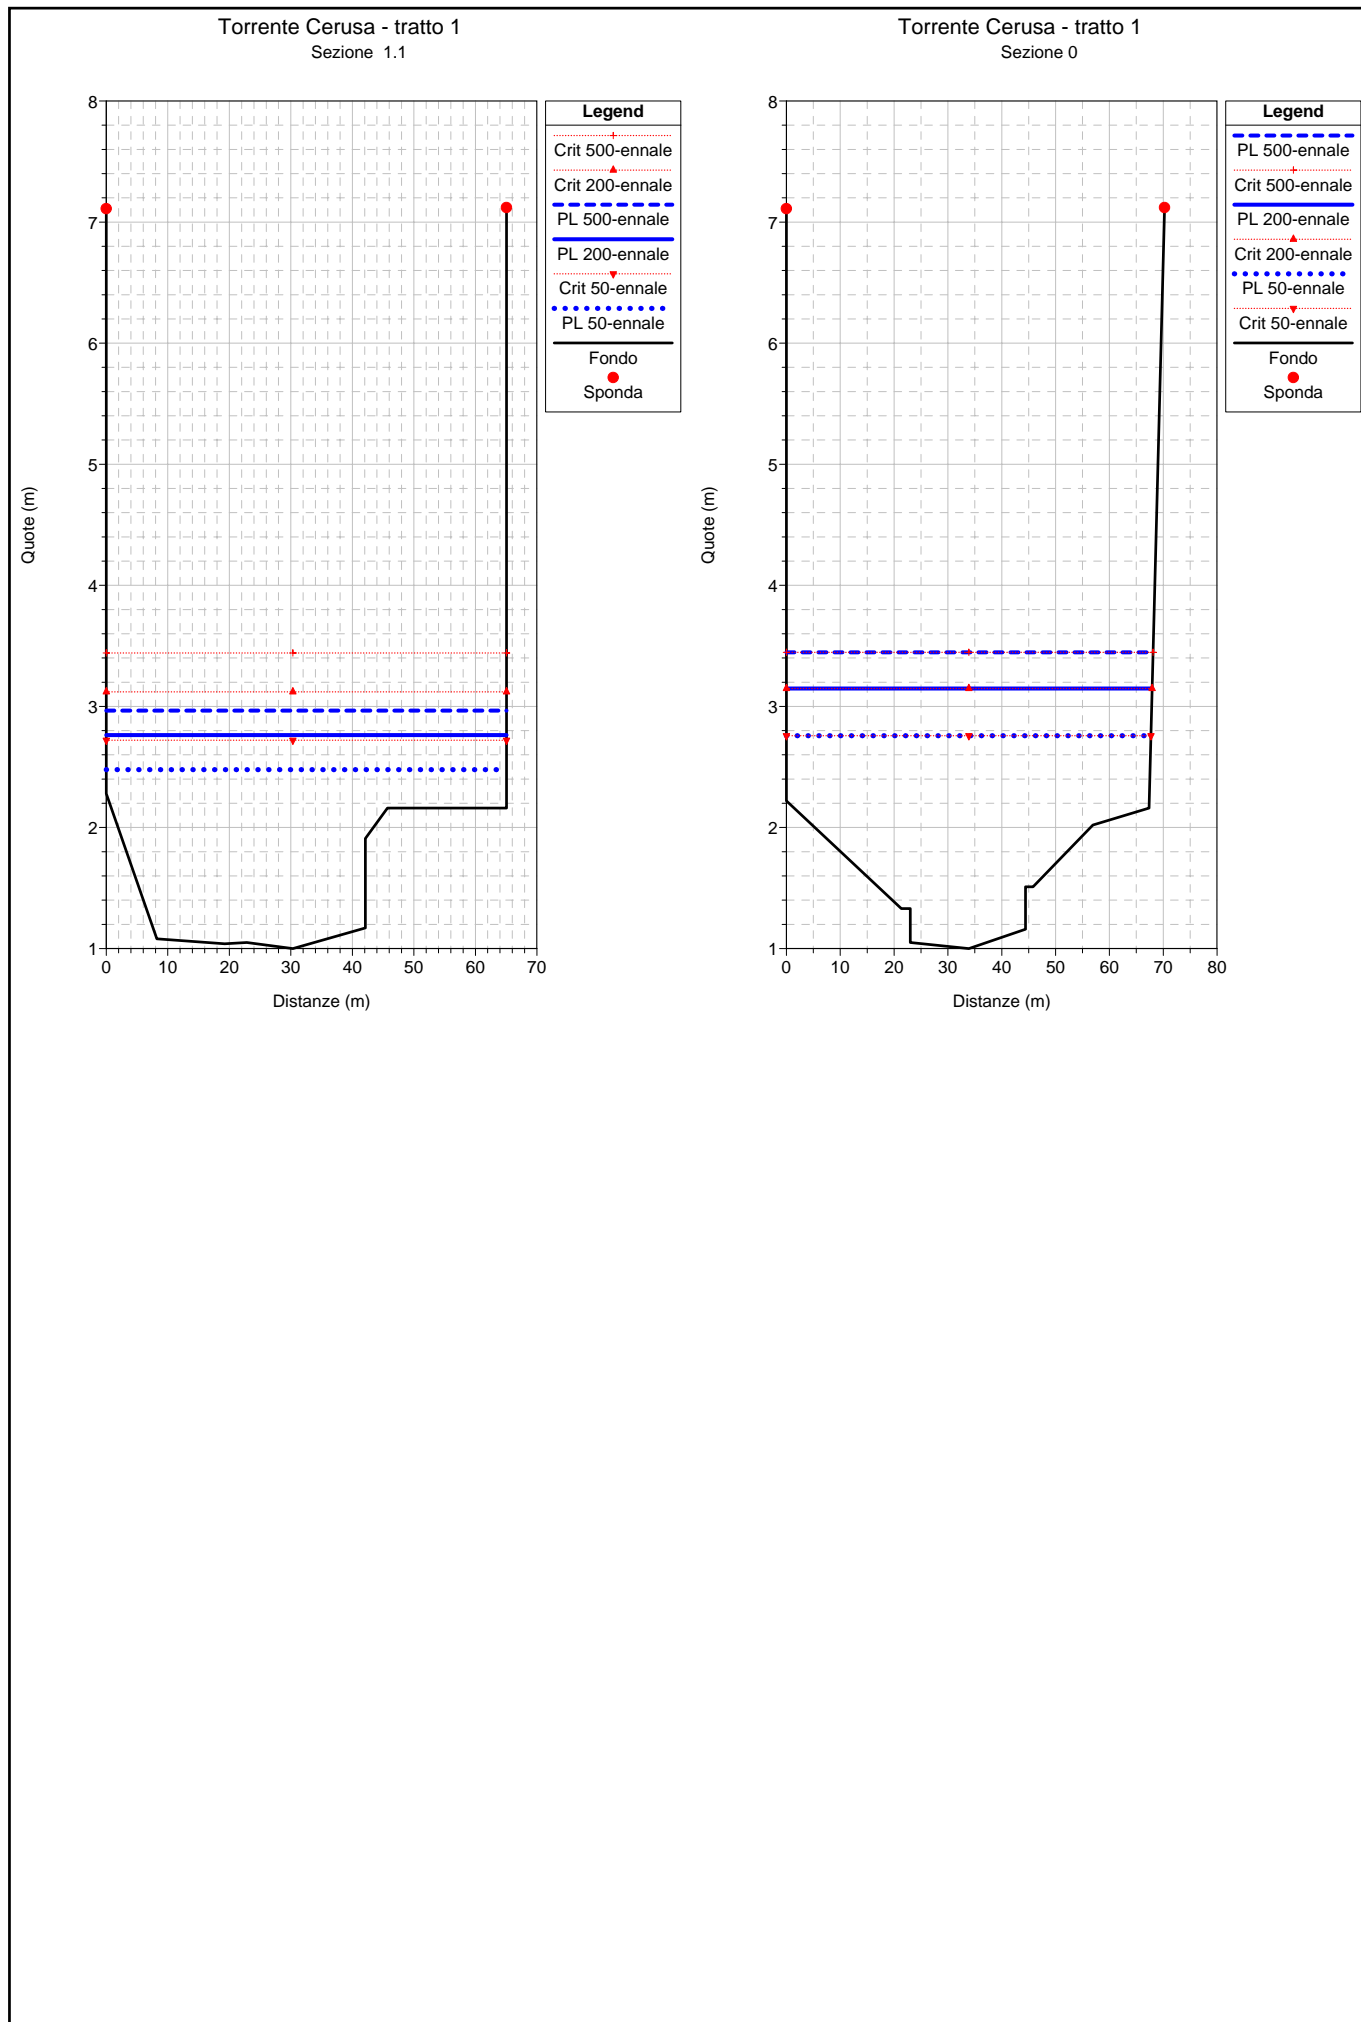 Torrente Cerusa - tratto 1
Sezione  1.1
Quote (m)
8
7
6
5
4
3
2
1
0
10
20
30
40
50
60
70
Distanze (m)
Legend
Crit 500-ennale
Crit 200-ennale
PL 500-ennale
PL 200-ennale
Crit 50-ennale
PL 50-ennale
Fondo
Sponda
Torrente Cerusa - tratto 1
Sezione 0
Quote (m)
8
7
6
5
4
3
2
1
0
10
20
30
40
50
60
70
80
Distanze (m)
Legend
PL 500-ennale
Crit 500-ennale
PL 200-ennale
Crit 200-ennale
PL 50-ennale
Crit 50-ennale
Fondo
Sponda